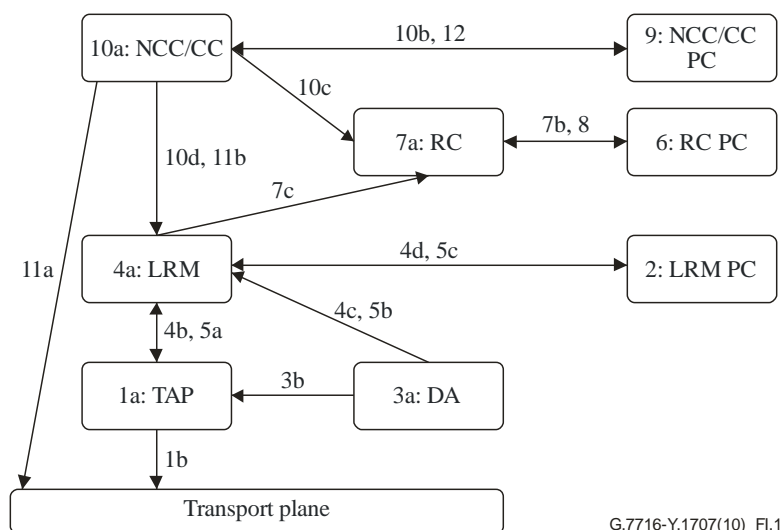 10a: NCC/CC
10b, 12
9: NCC/CC
PC
10c
7a: RC
7b, 8
6: RC PC
10d, 11b
7c
11a
4a: LRM
4d, 5c
2: LRM PC
4c, 5b
4b, 5a
1a: TAP
3b
3a: DA
1b
Transport plane
G.7716-Y.1707(10)_FI.1